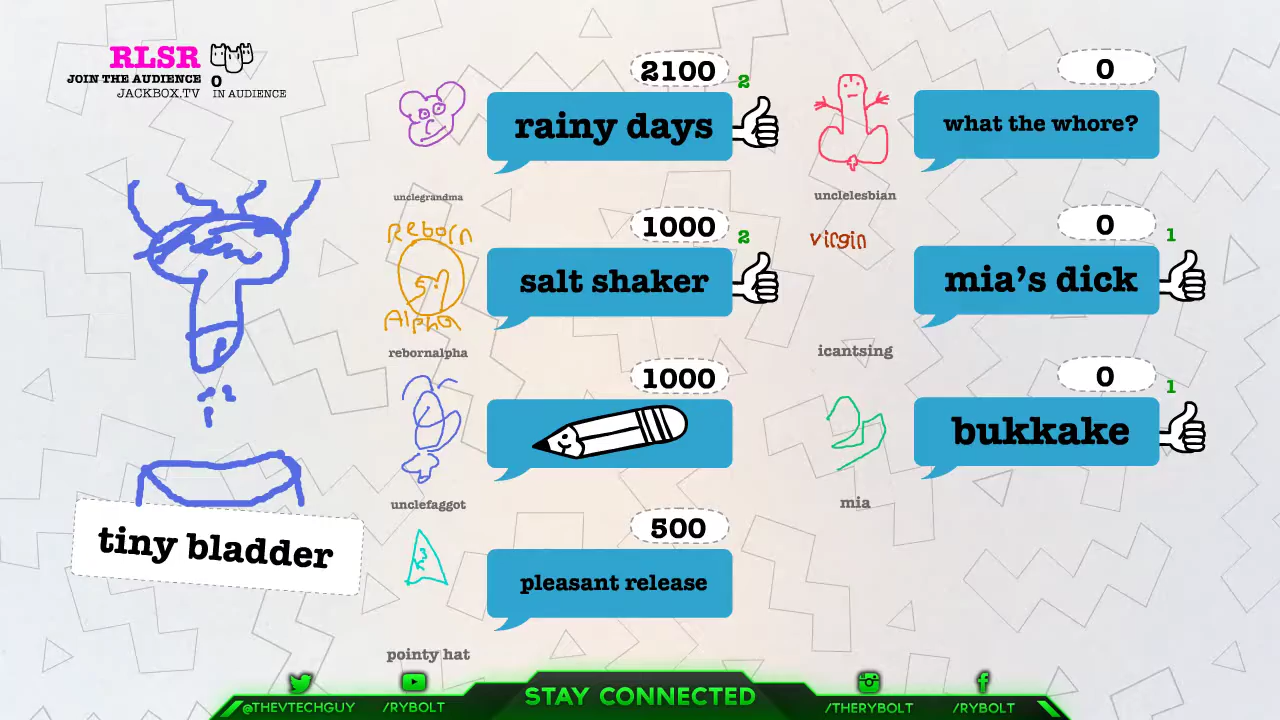 RLSR
JOIN THE AUDIENCE
JACKBOX.TV
0
IN AUDIENCE
tiny bladder
2100
2
rainy days
unclegrandma
1000
2
salt shaker
Reborn
Alpha
rebornalpha
1000
unclefaggot
500
pleasant release
pointy hat
0
what the whore?
unclelesbian
0
1
mia's dick
virgin
icantsing
0
1
bukkake
mia
STAY CONNECTED
@THEVTECHGUY
/RYBOLT
/THERYBOLT
/RYBOLT